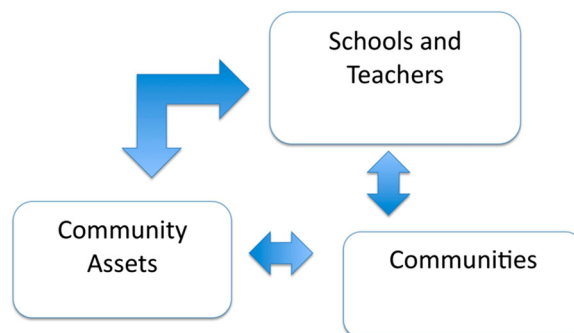 Schools and
Teachers
Community
Assets
Communities